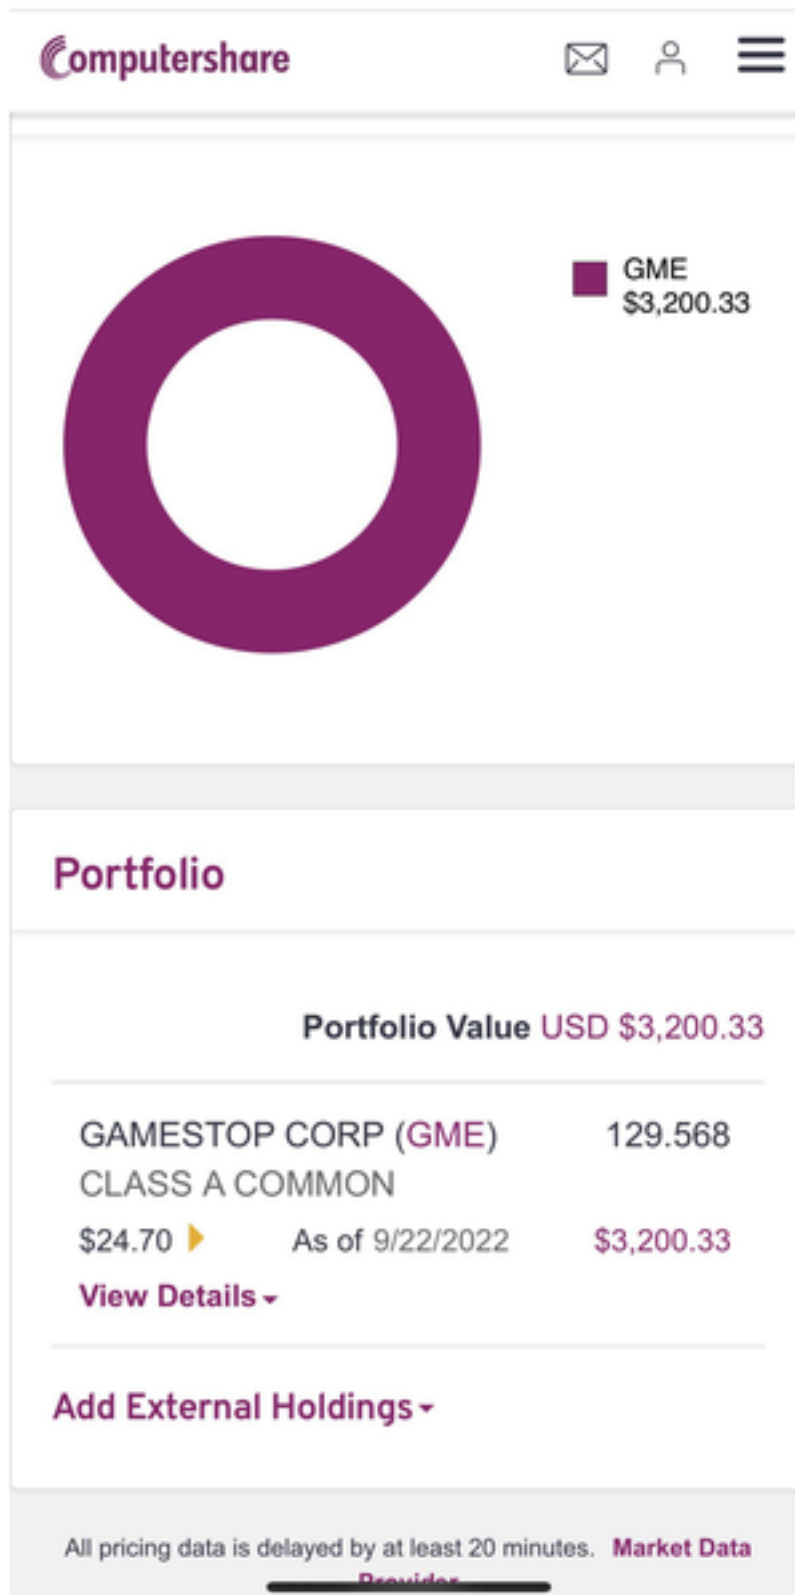 Computershare
GME
$3,200.33
Portfolio
Portfolio Value USD $3,200.33
GAMESTOP CORP (GME) 129.568
CLASS A COMMON
$24.70 As of 9/22/2022 $3,200.33
View Details
Add External Holdings
All pricing data is delayed by at least 20 minutes. Market Data
Provider